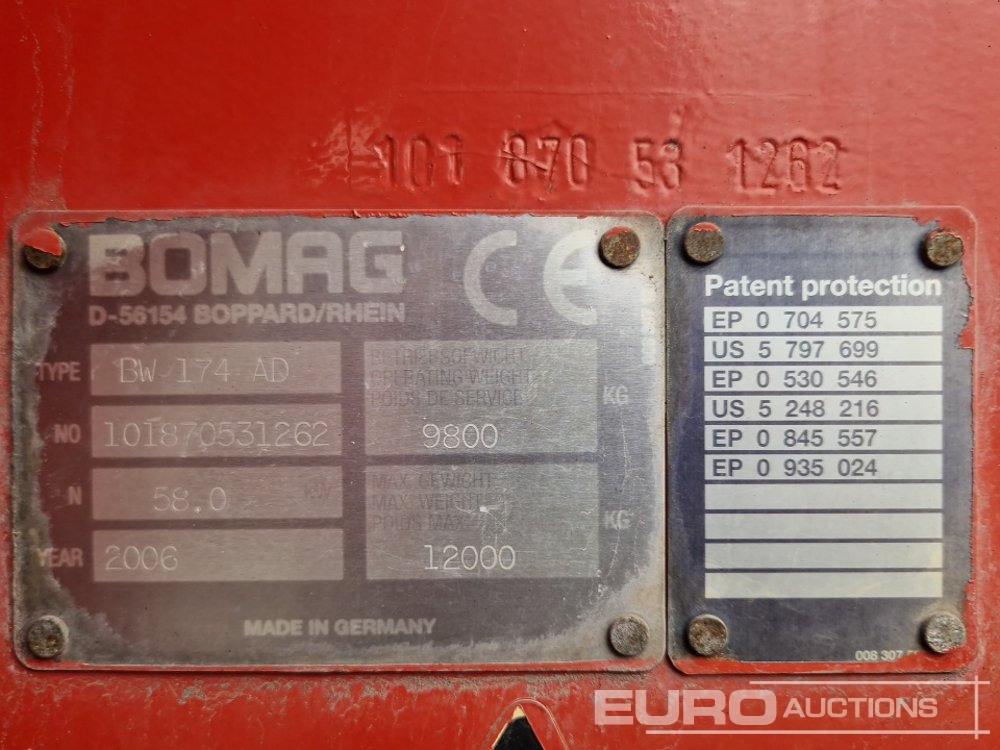 101 870 53 1262
BOMAG CE
D-56154 BOPPARD/RHEIN
TYPE BW 174 AD
NO 101870531262
N 58.0
YEAR 2006
BETRIEBSGEWICHT
OPERATING WEIGHT
POIDS DE SERVICE
9800 KG
MAX. GEWICHT
MAX. WEIGHT
POIDS MAX.
12000 KG
MADE IN GERMANY
Patent protection
EP 0 704 575
US 5 797 699
EP 0 530 546
US 5 248 216
EP 0 845 557
EP 0 935 024
008 307
EURO AUCTIONS